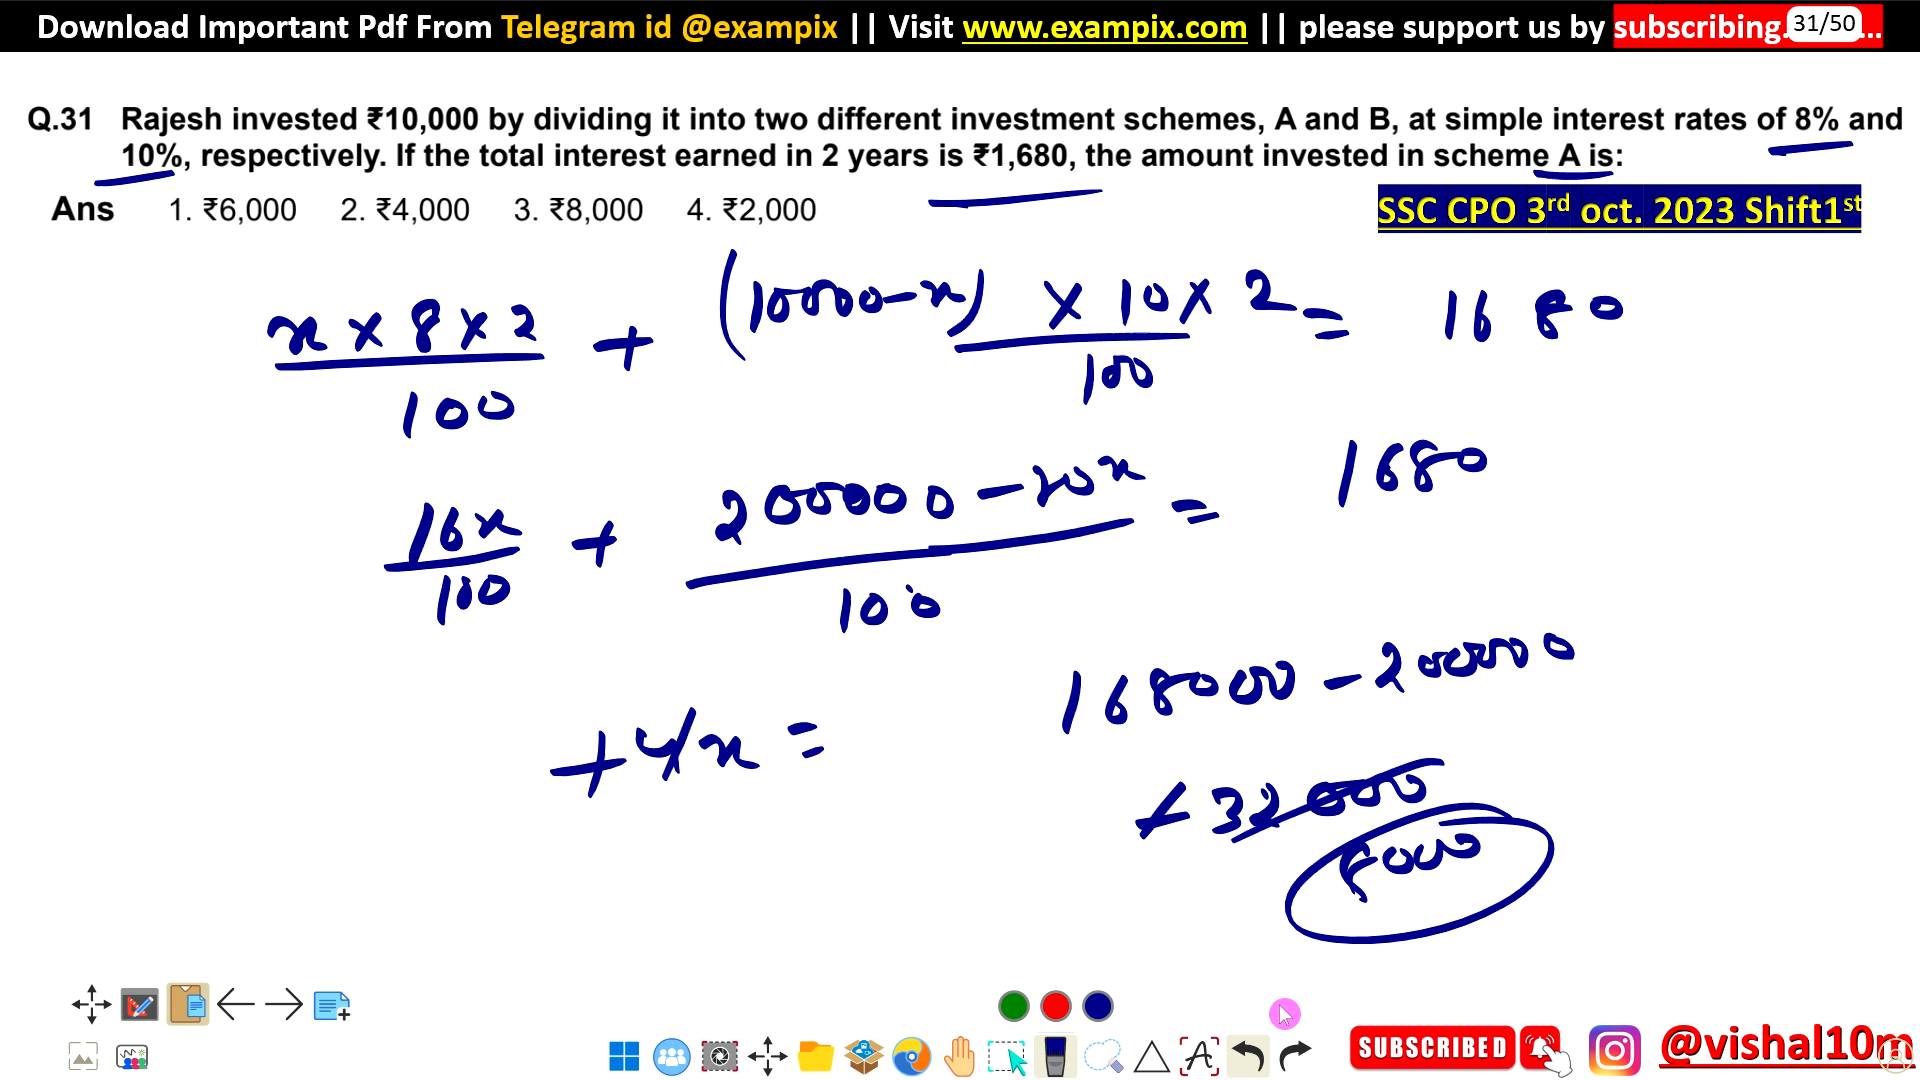 Download Important Pdf From Telegram id @exampix || Visit www.exampix.com || please support us by subscribing. 31/50 ...
Q.31 Rajesh invested ₹10,000 by dividing it into two different investment schemes, A and B, at simple interest rates of 8% and
10%, respectively. If the total interest earned in 2 years is ₹1,680, the amount invested in scheme A is:
Ans 1. ₹6,000 2. ₹4,000 3. ₹8,000 4. ₹2,000
SSC CPO 3rd oct. 2023 Shift1st
x × 8 × 2 / 100 + (10000-x) × 10 × 2 / 100 = 1680
16x / 100 + 200000 - 20x / 100 = 1680
+4x = 168000 - 200000
+32000
8000
SUBSCRIBED @vishal10m